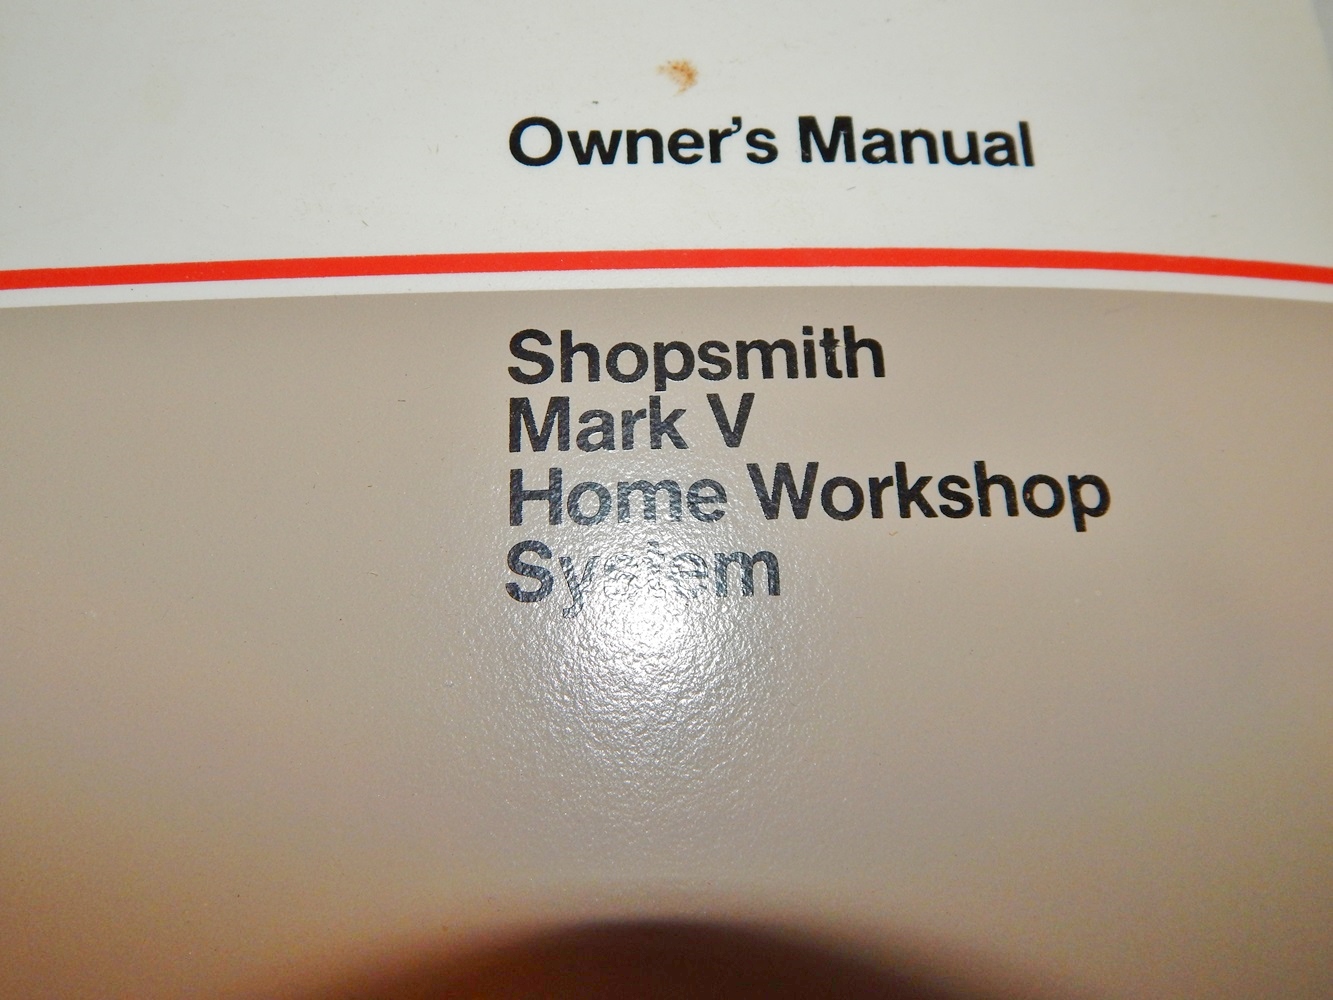 Owner's Manual
Shopsmith
Mark V
Home Workshop
System